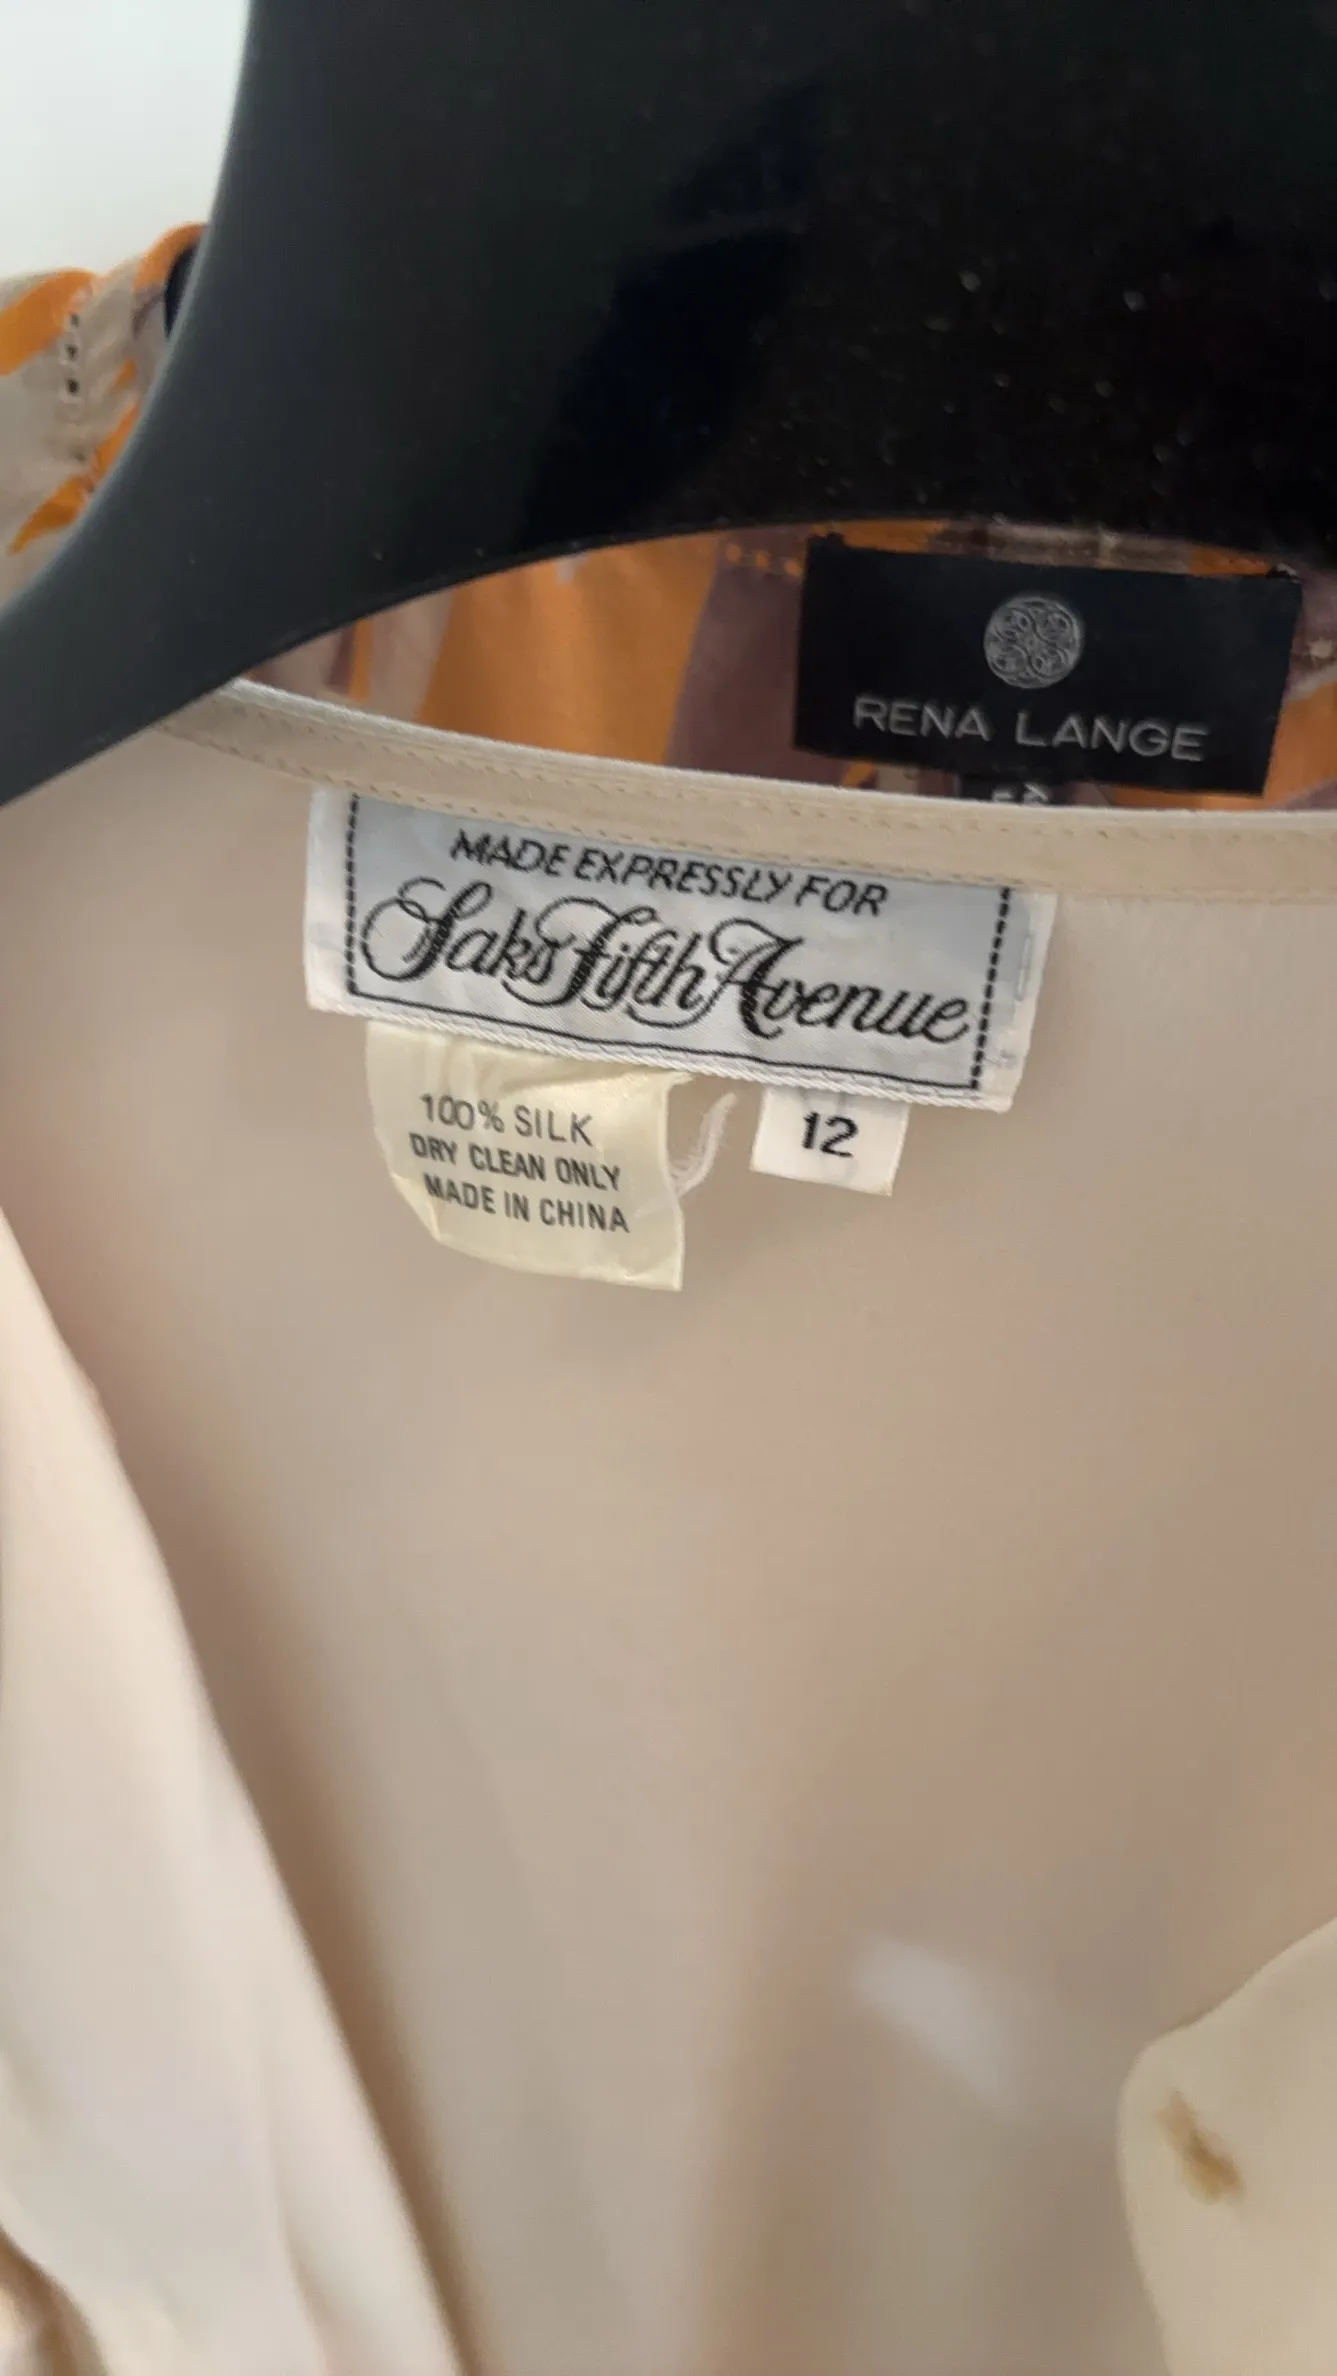 RENA LANGE
MADE EXPRESSLY FOR
Saks Fifth Avenue
100% SILK
DRY CLEAN ONLY
MADE IN CHINA
12